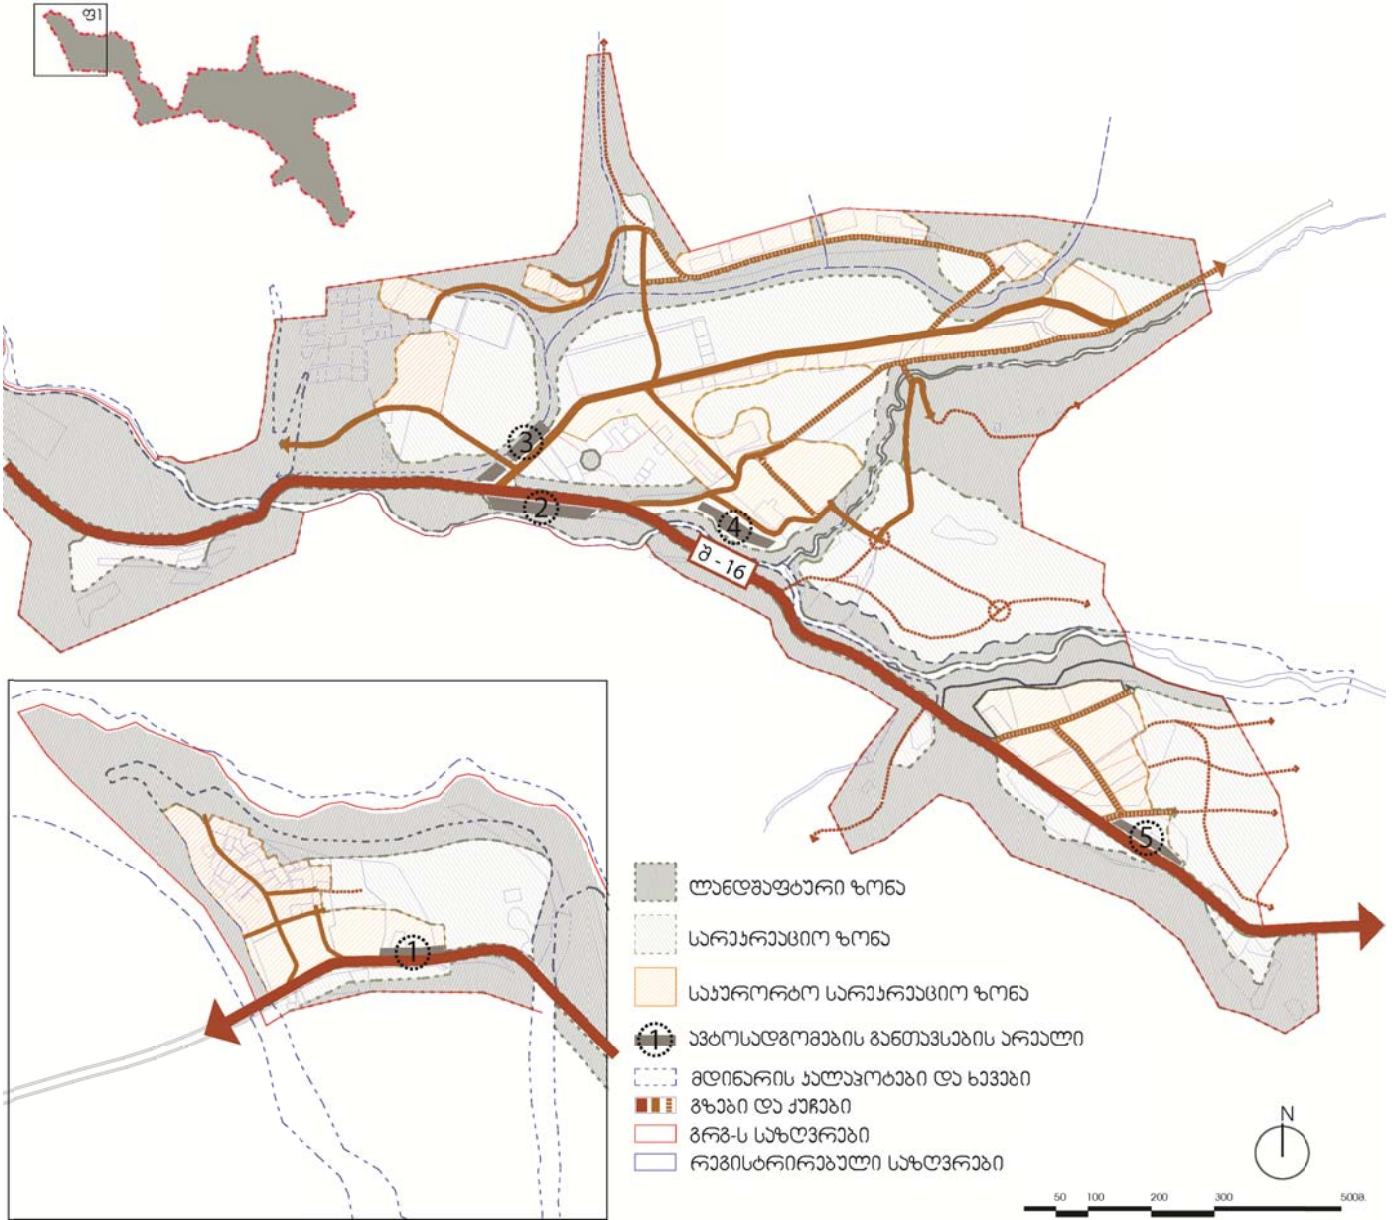 ფ1
3
2
4
შ - 16
5
1
ლანდშაფტური ზონა
სარეკრეაციო ზონა
საკურორტო სარეკრეაციო ზონა
1 ავტოსადგომების განთავსების არეალი
მდინარის კალაპოტები და ხევები
გზები და ქუჩები
გრგ-ს საზღვრები
რეგისტრირებული საზღვრები
N
50 100 200 300 500მ.